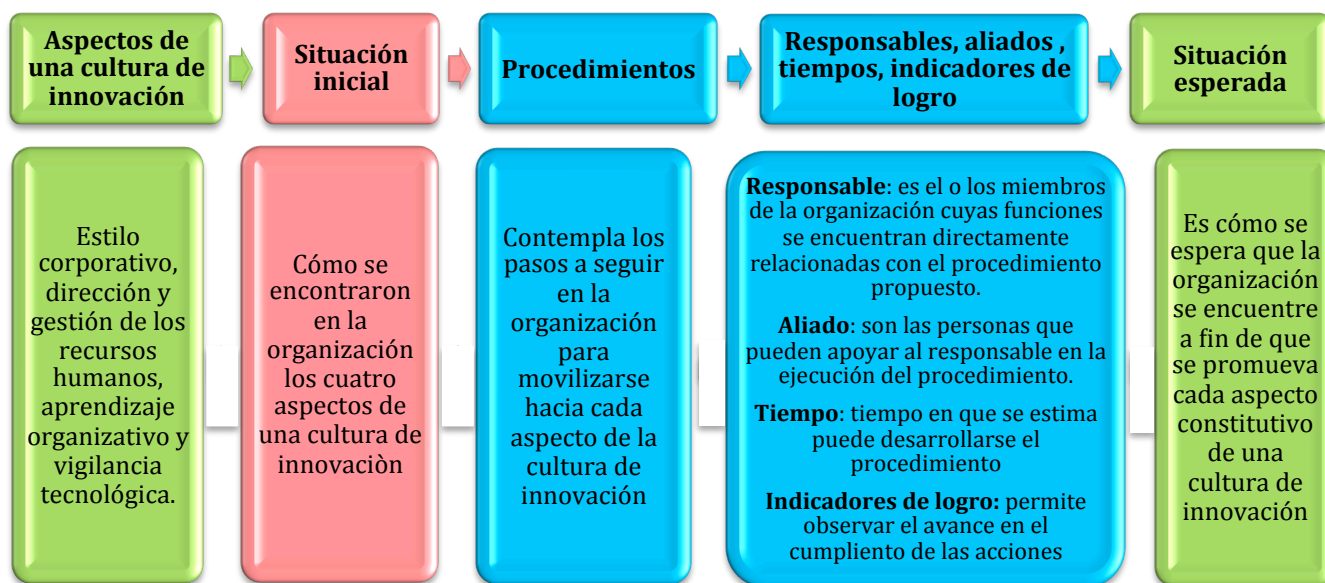 Aspectos de
una cultura de
innovación
Situación
inicial
Procedimientos
Responsables, aliados ,
tiempos, indicadores de
logro
Situación
esperada
Estilo
corporativo,
dirección y
gestión de los
recursos
humanos,
aprendizaje
organizativo y
vigilancia
tecnológica.
Cómo se
encontraron
en la
organización
los cuatro
aspectos de
una cultura de
innovaciòn
Contempla los
pasos a seguir
en la
organización
para
movilizarse
hacia cada
aspecto de la
cultura de
innovación
Responsable: es el o los miembros
de la organización cuyas funciones
se encuentran directamente
relacionadas con el procedimiento
propuesto.
Aliado: son las personas que
pueden apoyar al responsable en la
ejecución del procedimiento.
Tiempo: tiempo en que se estima
puede desarrollarse el
procedimiento
Indicadores de logro: permite
observar el avance en el
cumpliento de las acciones
Es cómo se
espera que la
organización
se encuentre
a fin de que
se promueva
cada aspecto
constitutivo
de una
cultura de
innovación